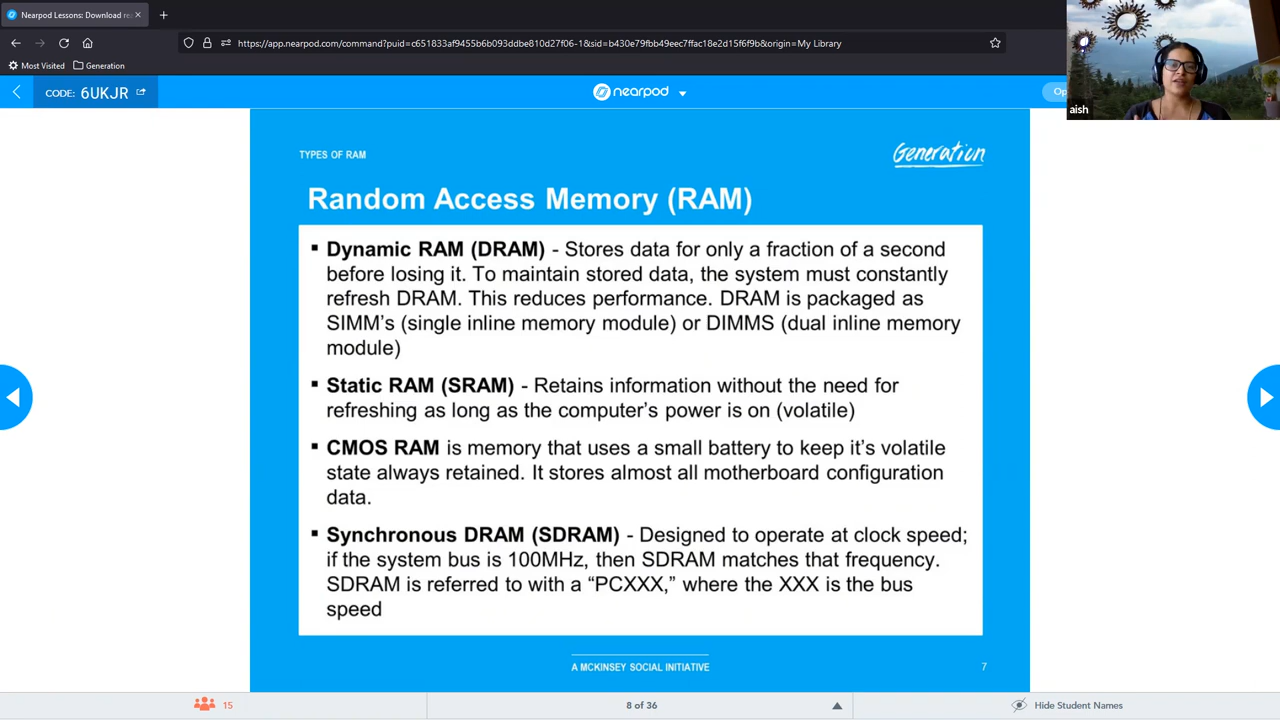 Nearpod Lessons: Download re
https://app.nearpod.com/command?puid=c651833af9455b6b093ddbe810d27f06-1&sid=b430e79fbb49eec7ffac18e2d15f6f9b&origin=My Library
Most Visited
Generation
CODE: 6UKJR
nearpod
Op
aish
TYPES OF RAM
Generation
Random Access Memory (RAM)
▪ Dynamic RAM (DRAM) - Stores data for only a fraction of a second
before losing it. To maintain stored data, the system must constantly
refresh DRAM. This reduces performance. DRAM is packaged as
SIMM's (single inline memory module) or DIMMS (dual inline memory
module)
▪ Static RAM (SRAM) - Retains information without the need for
refreshing as long as the computer's power is on (volatile)
▪ CMOS RAM is memory that uses a small battery to keep it's volatile
state always retained. It stores almost all motherboard configuration
data.
▪ Synchronous DRAM (SDRAM) - Designed to operate at clock speed;
if the system bus is 100MHz, then SDRAM matches that frequency.
SDRAM is referred to with a “PCXXX,” where the XXX is the bus
speed
A MCKINSEY SOCIAL INITIATIVE
7
15
8 of 36
Hide Student Names